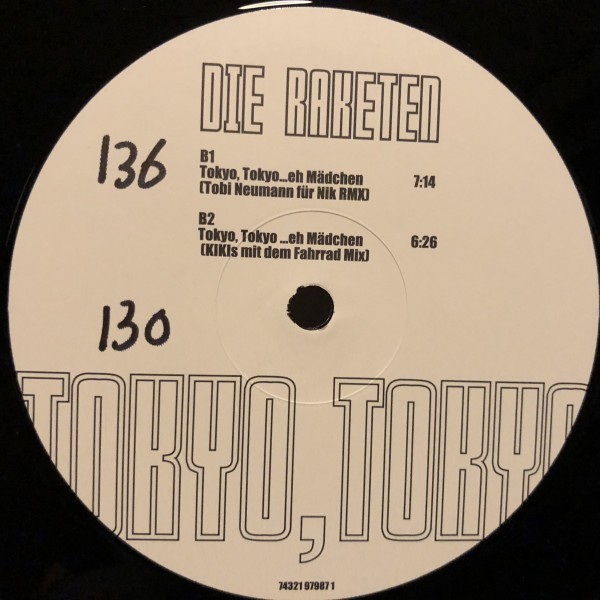 DIE RAKETEN
136
B1
Tokyo, Tokyo...eh Mädchen 7:14
(Tobi Neumann für Nik RMX)
B2
Tokyo, Tokyo ...eh Mädchen 6:26
(KIKIs mit dem Fahrrad Mix)
130
TOKYO, TOKYO
74321 97987 1